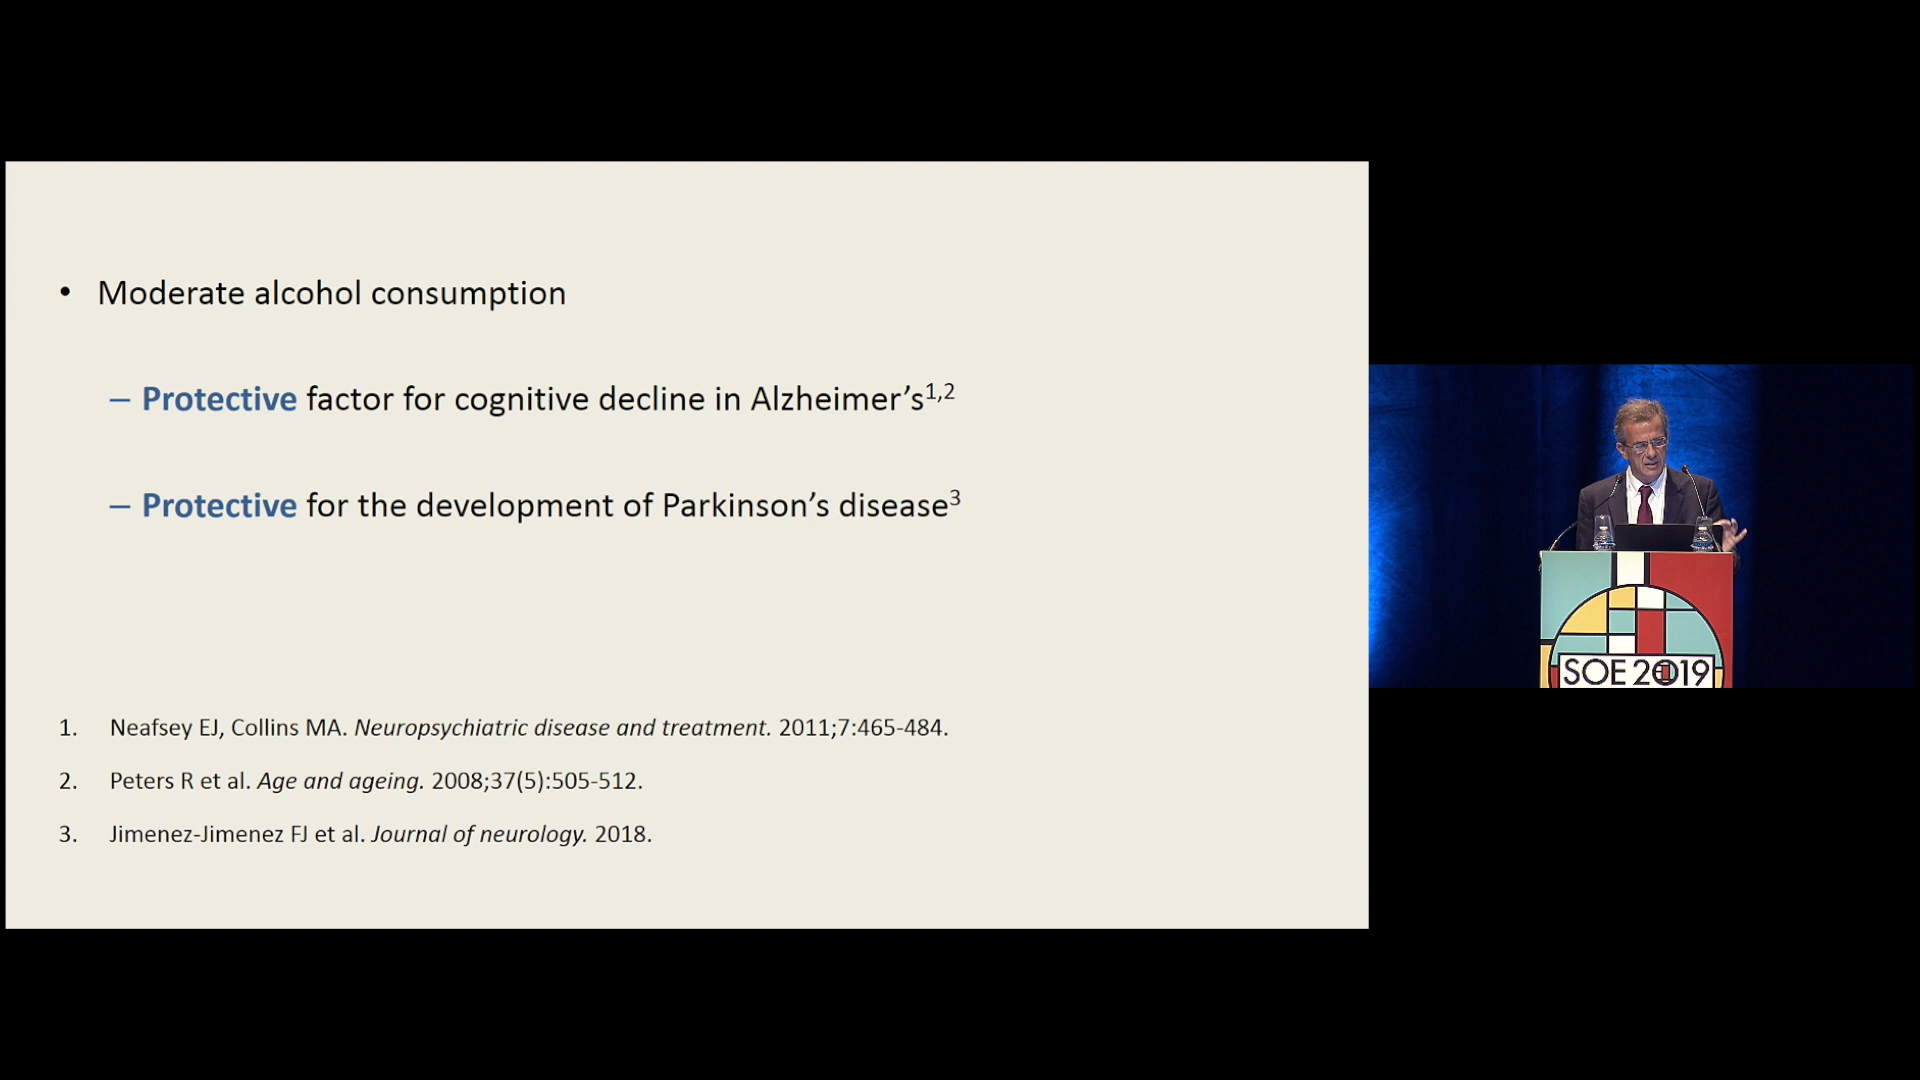 • Moderate alcohol consumption
– Protective factor for cognitive decline in Alzheimer’s1,2
– Protective for the development of Parkinson’s disease3
1. Neafsey EJ, Collins MA. Neuropsychiatric disease and treatment. 2011;7:465-484.
2. Peters R et al. Age and ageing. 2008;37(5):505-512.
3. Jimenez-Jimenez FJ et al. Journal of neurology. 2018.
SOE 2019